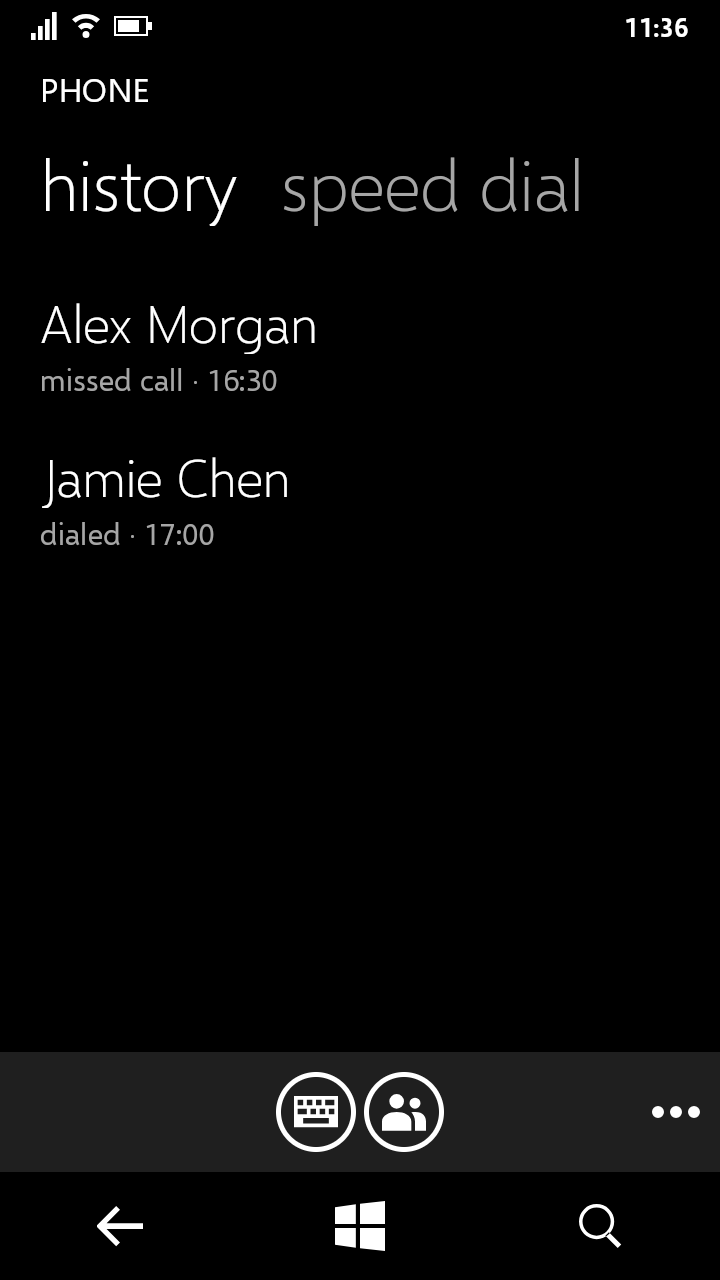 11:36
PHONE
history speed dial
Alex Morgan
missed call · 16:30
Jamie Chen
dialed · 17:00